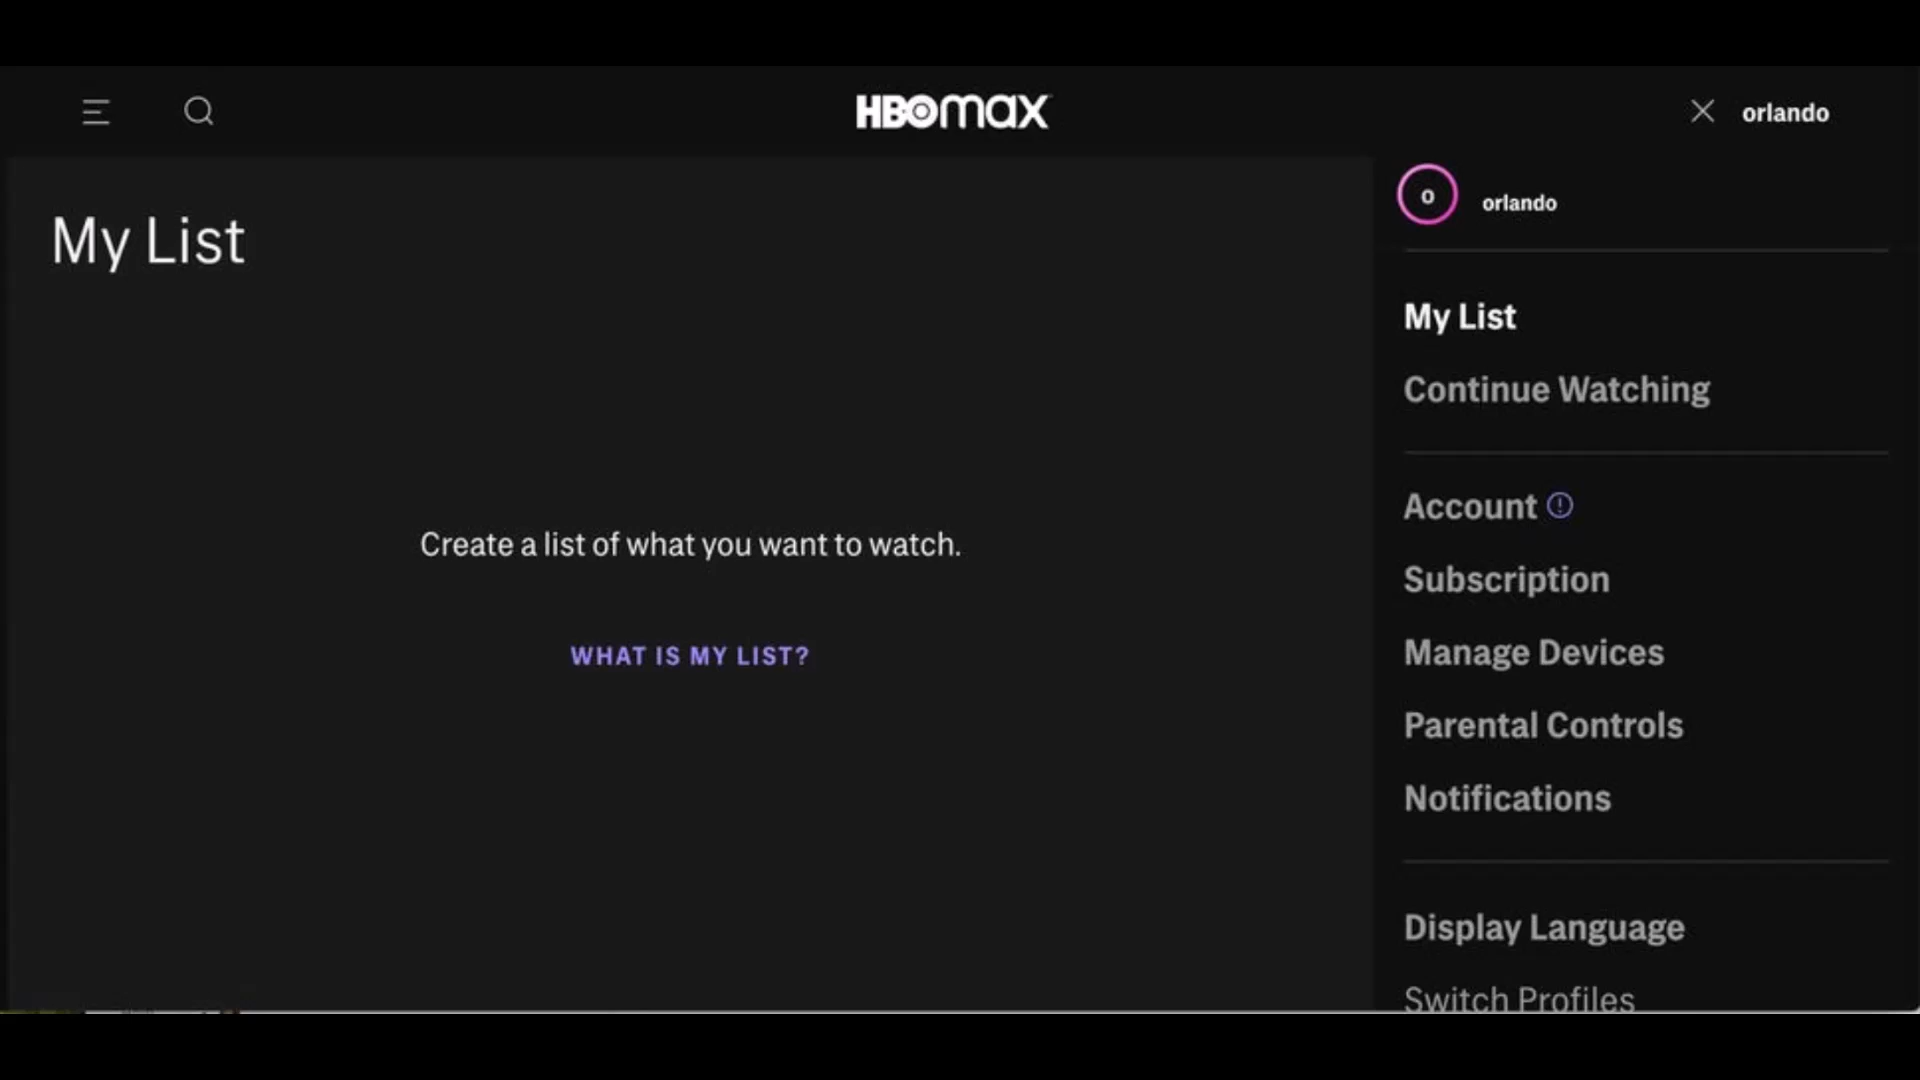 HBOmax
orlando
o
orlando
My List
My List
Continue Watching
Create a list of what you want to watch.
Account
Subscription
WHAT IS MY LIST?
Manage Devices
Parental Controls
Notifications
Display Language
Switch Profiles